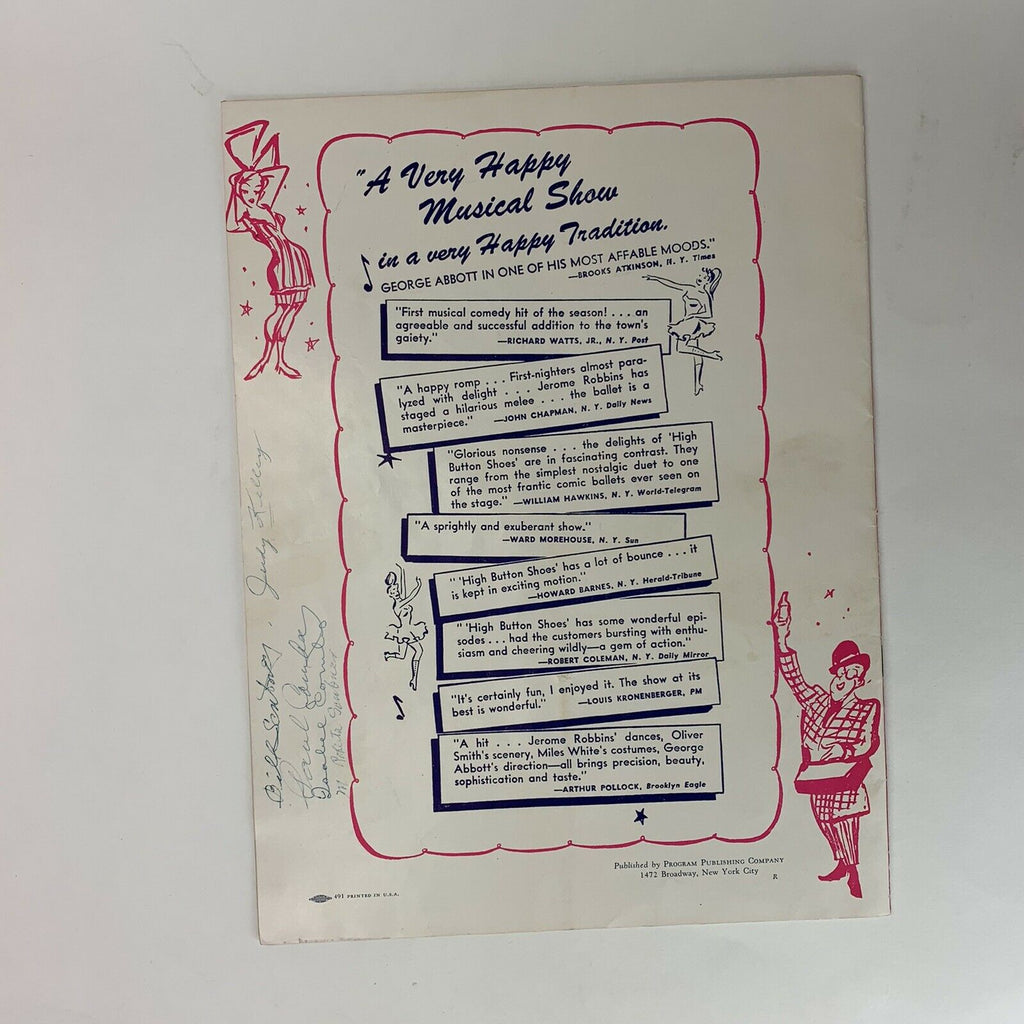 "A Very Happy
Musical Show
in a very Happy Tradition.
GEORGE ABBOTT IN ONE OF HIS MOST AFFABLE MOODS."
—BROOKS ATKINSON, N. Y. Times
"First musical comedy hit of the season! . . . an
agreeable and successful addition to the town's
gaiety." —RICHARD WATTS, JR., N. Y. Post
"A happy romp . . . First-nighters almost para-
lyzed with delight . . . Jerome Robbins has
staged a hilarious melee . . . the ballet is a
masterpiece." —JOHN CHAPMAN, N. Y. Daily News
"Glorious nonsense . . . the delights of 'High
Button Shoes' are in fascinating contrast. They
range from the simplest nostalgic duet to one
of the most frantic comic ballets ever seen on
the stage." —WILLIAM HAWKINS, N. Y. World-Telegram
"A sprightly and exuberant show."
—WARD MOREHOUSE, N. Y. Sun
" 'High Button Shoes' has a lot of bounce . . . it
is kept in exciting motion."
—HOWARD BARNES, N. Y. Herald-Tribune
" 'High Button Shoes' has some wonderful epi-
sodes . . . had the customers bursting with enthu-
siasm and cheering wildly—a gem of action."
—ROBERT COLEMAN, N. Y. Daily Mirror
"It's certainly fun, I enjoyed it. The show at its
best is wonderful." —LOUIS KRONENBERGER, PM
"A hit . . . Jerome Robbins' dances, Oliver
Smith's scenery, Miles White's costumes, George
Abbott's direction—all brings precision, beauty,
sophistication and taste."
—ARTHUR POLLOCK, Brooklyn Eagle
Judy Kelley
Published by PROGRAM PUBLISHING COMPANY
1472 Broadway, New York City R
491 PRINTED IN U.S.A.